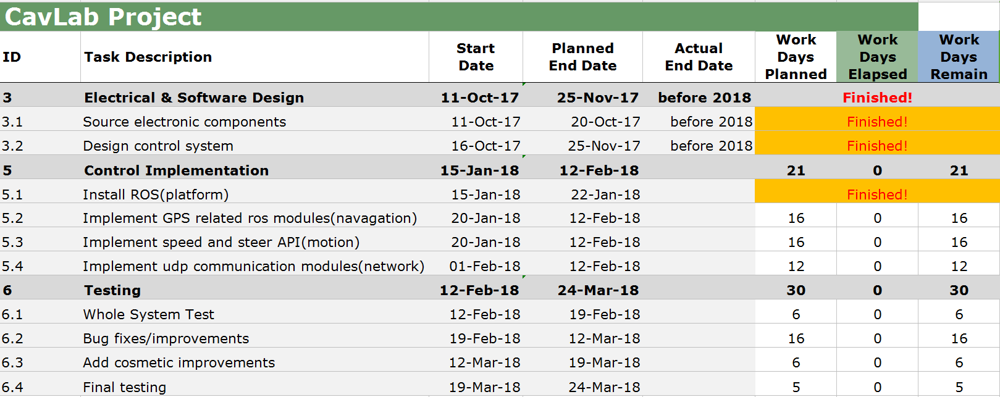 CavLab Project
ID Task Description Start Date Planned End Date Actual End Date Work Days Planned Work Days Elapsed Work Days Remain
3 Electrical & Software Design 11-Oct-17 25-Nov-17 before 2018 Finished!
3.1 Source electronic components 11-Oct-17 20-Oct-17 before 2018 Finished!
3.2 Design control system 16-Oct-17 25-Nov-17 before 2018 Finished!
5 Control Implementation 15-Jan-18 12-Feb-18 21 0 21
5.1 Install ROS(platform) 15-Jan-18 22-Jan-18 Finished!
5.2 Implement GPS related ros modules(navagation) 20-Jan-18 12-Feb-18 16 0 16
5.3 Implement speed and steer API(motion) 20-Jan-18 12-Feb-18 16 0 16
5.4 Implement udp communication modules(network) 01-Feb-18 12-Feb-18 12 0 12
6 Testing 12-Feb-18 24-Mar-18 30 0 30
6.1 Whole System Test 12-Feb-18 19-Feb-18 6 0 6
6.2 Bug fixes/improvements 19-Feb-18 12-Mar-18 16 0 16
6.3 Add cosmetic improvements 12-Mar-18 19-Mar-18 6 0 6
6.4 Final testing 19-Mar-18 24-Mar-18 5 0 5